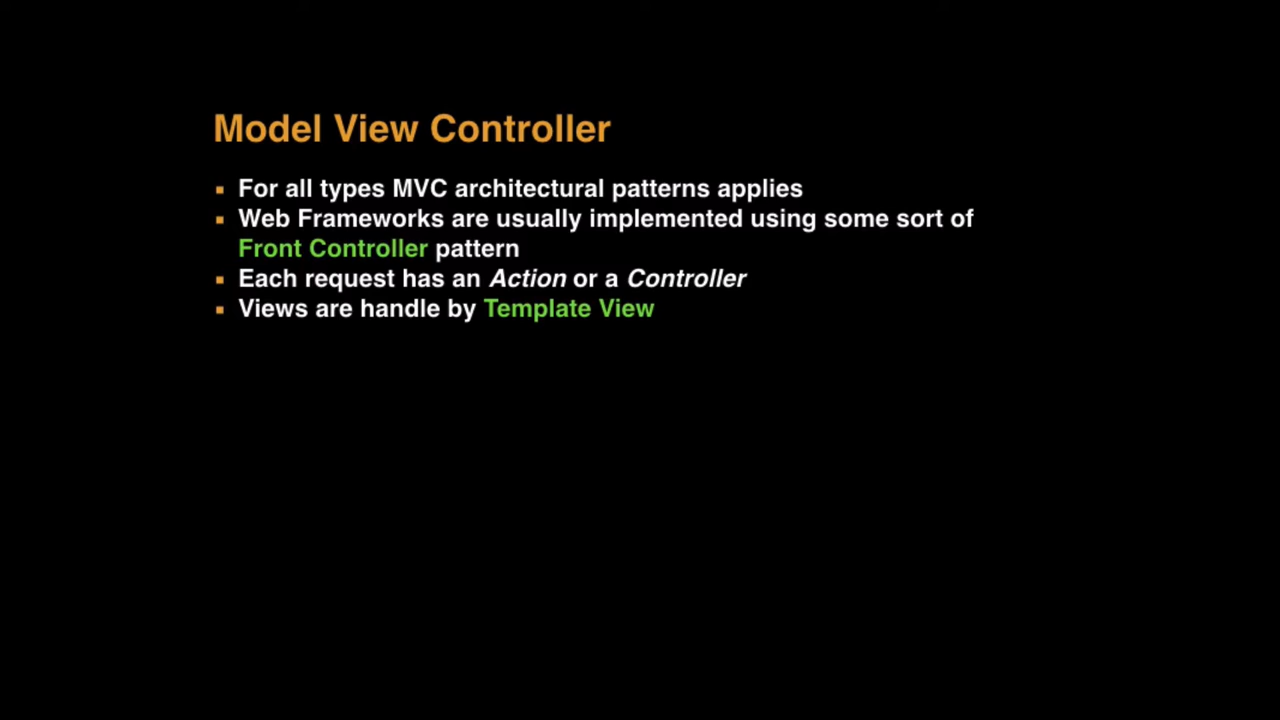 Model View Controller
▪ For all types MVC architectural patterns applies
▪ Web Frameworks are usually implemented using some sort of
Front Controller pattern
▪ Each request has an Action or a Controller
▪ Views are handle by Template View